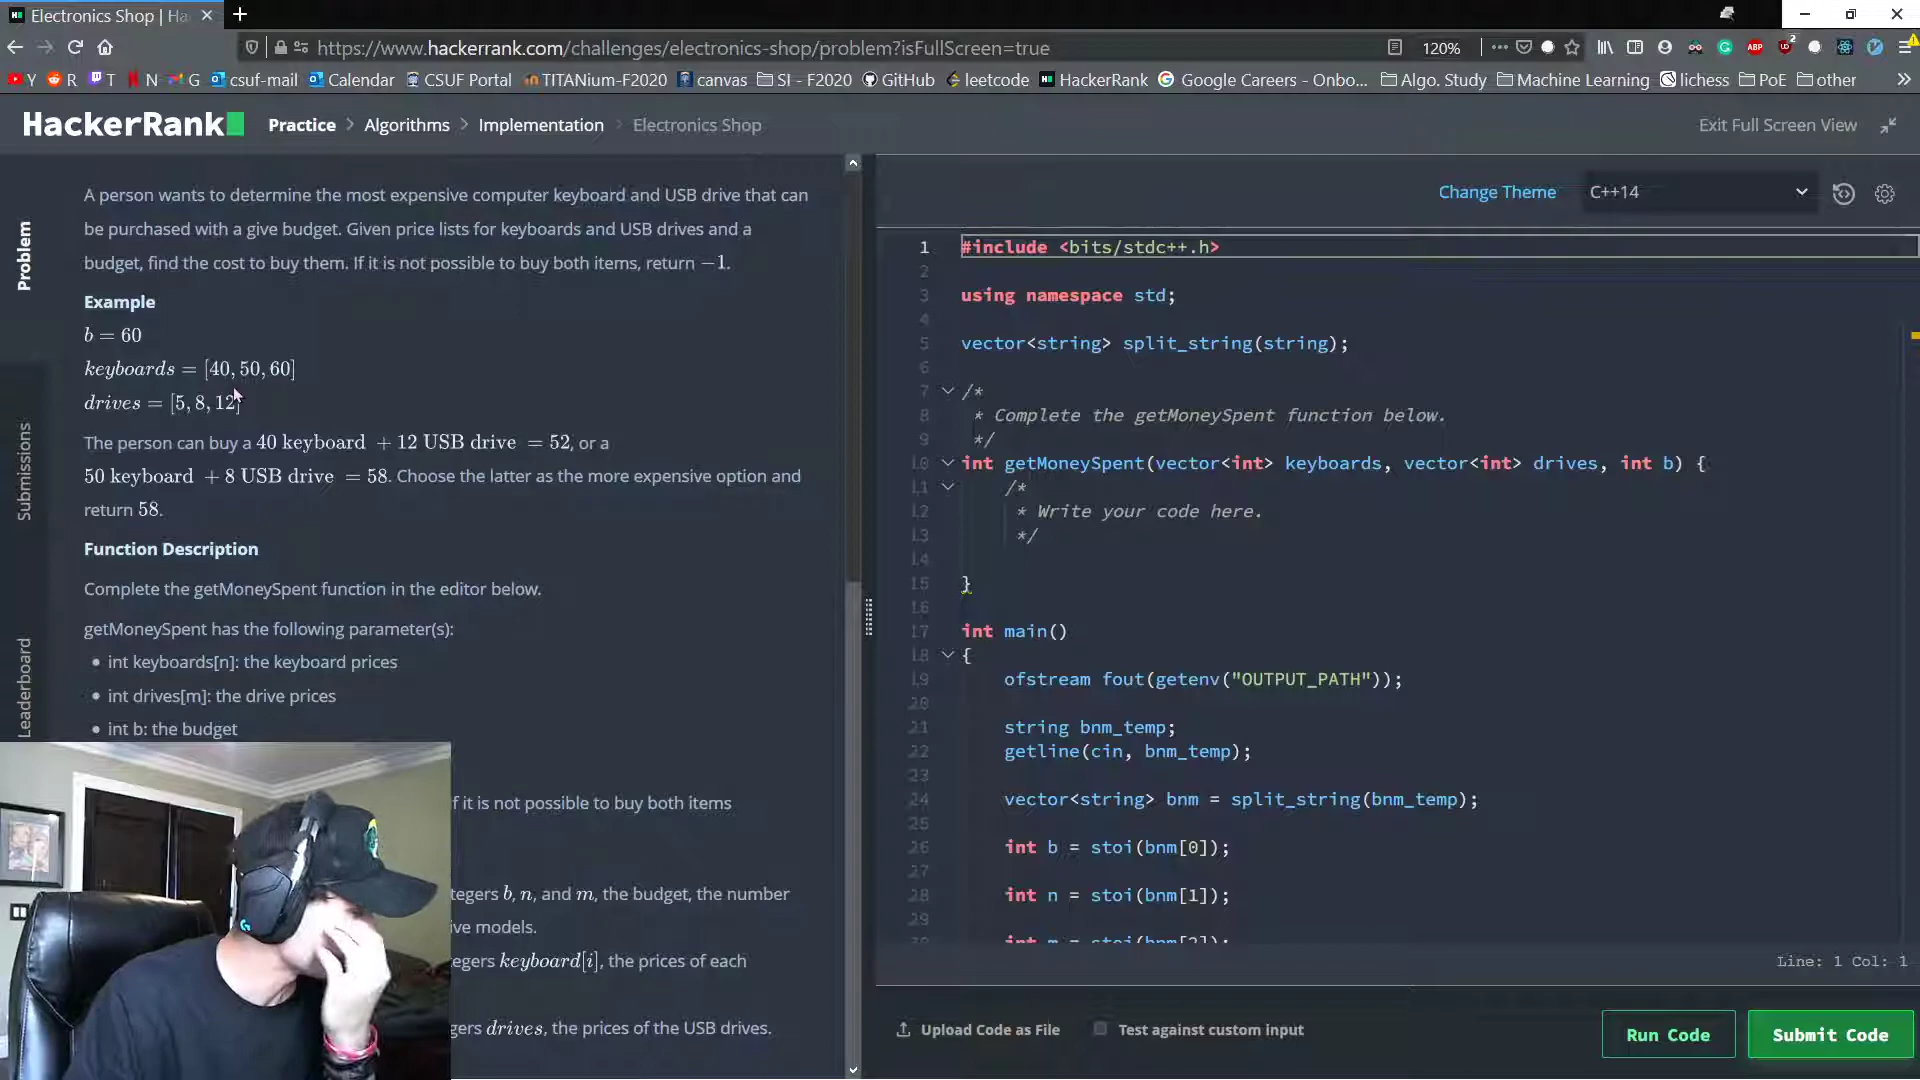 Electronics Shop | Ha
https://www.hackerrank.com/challenges/electronics-shop/problem?isFullScreen=true
120%
2
Y R T N G csuf-mail Calendar CSUF Portal TITANium-F2020 canvas SI - F2020 GitHub leetcode HackerRank Google Careers - Onbo... Algo. Study Machine Learning lichess PoE other
HackerRank
Practice > Algorithms > Implementation > Electronics Shop
Exit Full Screen View
Problem
Submissions
Leaderboard
A person wants to determine the most expensive computer keyboard and USB drive that can
be purchased with a give budget. Given price lists for keyboards and USB drives and a
budget, find the cost to buy them. If it is not possible to buy both items, return −1.
Example
b = 60
keyboards = [40, 50, 60]
drives = [5, 8, 12]
The person can buy a 40 keyboard + 12 USB drive = 52, or a
50 keyboard + 8 USB drive = 58. Choose the latter as the more expensive option and
return 58.
Function Description
Complete the getMoneySpent function in the editor below.
getMoneySpent has the following parameter(s):
• int keyboards[n]: the keyboard prices
• int drives[m]: the drive prices
• int b: the budget
f it is not possible to buy both items
tegers b, n, and m, the budget, the number
ive models.
tegers keyboard[i], the prices of each
gers drives, the prices of the USB drives.
Change Theme
C++14
1 #include <bits/stdc++.h>
2
3 using namespace std;
4
5 vector<string> split_string(string);
6
7 /*
8 * Complete the getMoneySpent function below.
9 */
10 int getMoneySpent(vector<int> keyboards, vector<int> drives, int b) {
11 /*
12 * Write your code here.
13 */
14
15 }
16
17 int main()
18 {
19 ofstream fout(getenv("OUTPUT_PATH"));
20
21 string bnm_temp;
22 getline(cin, bnm_temp);
23
24 vector<string> bnm = split_string(bnm_temp);
25
26 int b = stoi(bnm[0]);
27
28 int n = stoi(bnm[1]);
29
30 int m = stoi(bnm[2]);
Line: 1 Col: 1
Upload Code as File
Test against custom input
Run Code
Submit Code